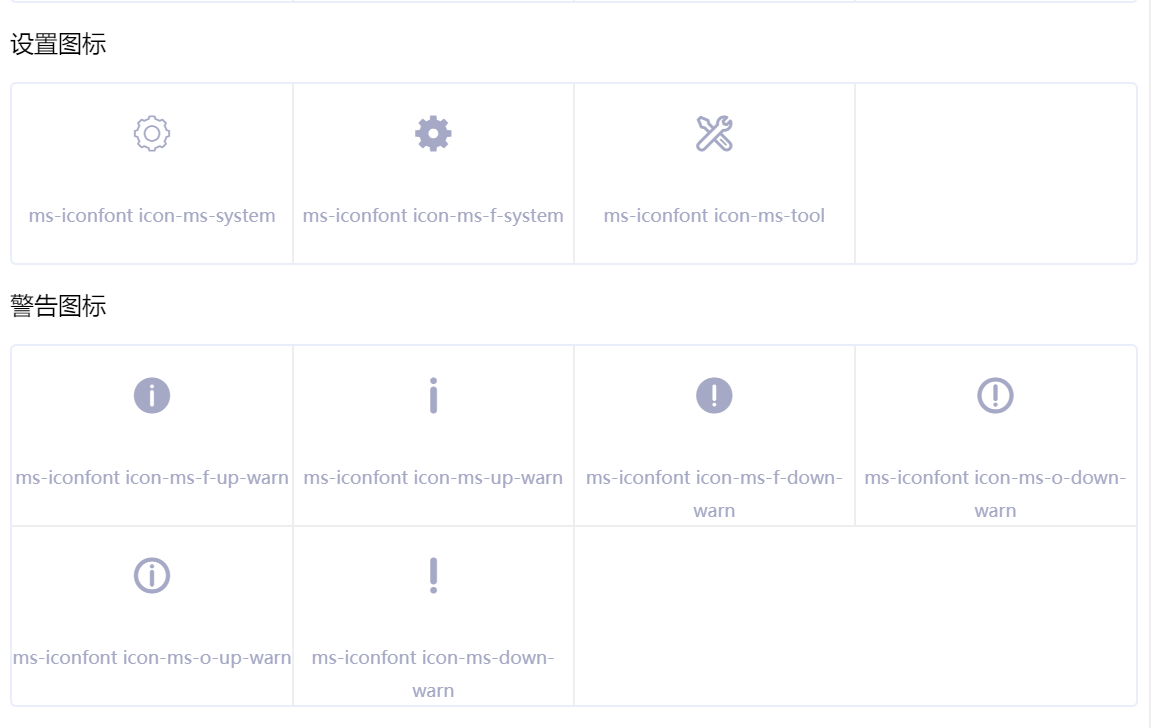 设置图标
ms-iconfont icon-ms-system
ms-iconfont icon-ms-f-system
ms-iconfont icon-ms-tool
警告图标
ms-iconfont icon-ms-f-up-warn
ms-iconfont icon-ms-up-warn
ms-iconfont icon-ms-f-down-
warn
ms-iconfont icon-ms-o-down-
warn
ms-iconfont icon-ms-o-up-warn
ms-iconfont icon-ms-down-
warn